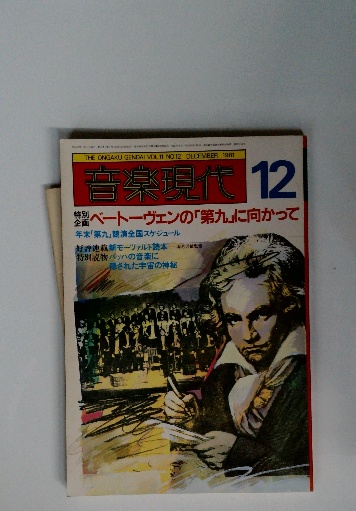 THE ONGAKU GENDAI VOL.11 NO.12 DECEMBER 1981
音楽現代 12
特別企画 ベートーヴェンの「第九」に向かって
年末「第九」競演全国スケジュール
好評連載 新モーツァルト読本
特別読物 バッハの音楽に
隠された宇宙の神秘